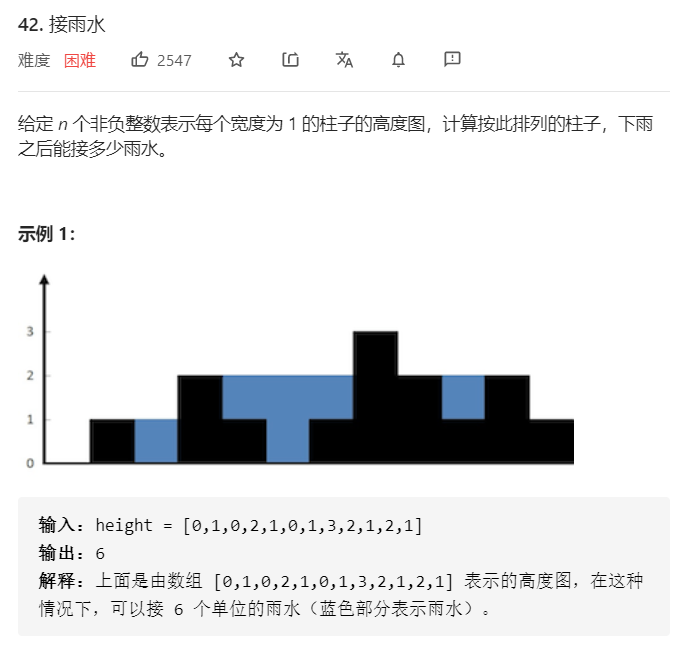 42. 接雨水
难度 困难 2547
给定 n 个非负整数表示每个宽度为 1 的柱子的高度图，计算按此排列的柱子，下雨
之后能接多少雨水。
示例 1：
3
2
1
0
输入：height = [0,1,0,2,1,0,1,3,2,1,2,1]
输出：6
解释：上面是由数组 [0,1,0,2,1,0,1,3,2,1,2,1] 表示的高度图，在这种
情况下，可以接 6 个单位的雨水（蓝色部分表示雨水）。